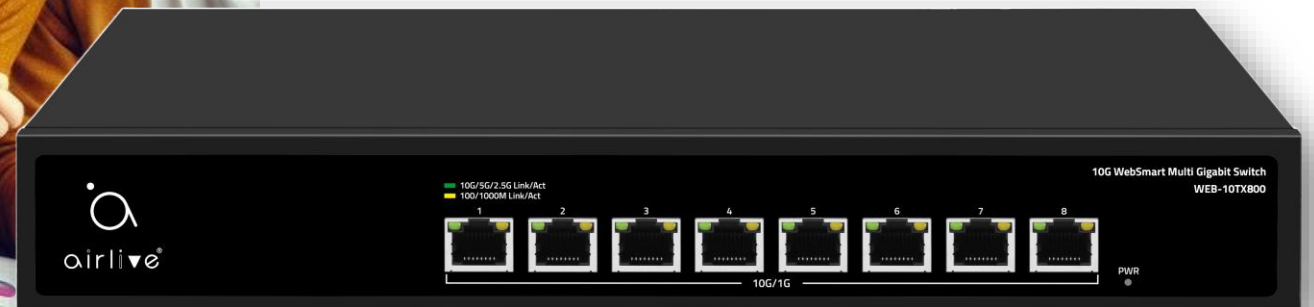 airlive®
10G/5G/2.5G Link/Act
100/1000M Link/Act
1 2 3 4 5 6 7 8
10G/1G
10G WebSmart Multi Gigabit Switch
WEB-10TX800
PWR